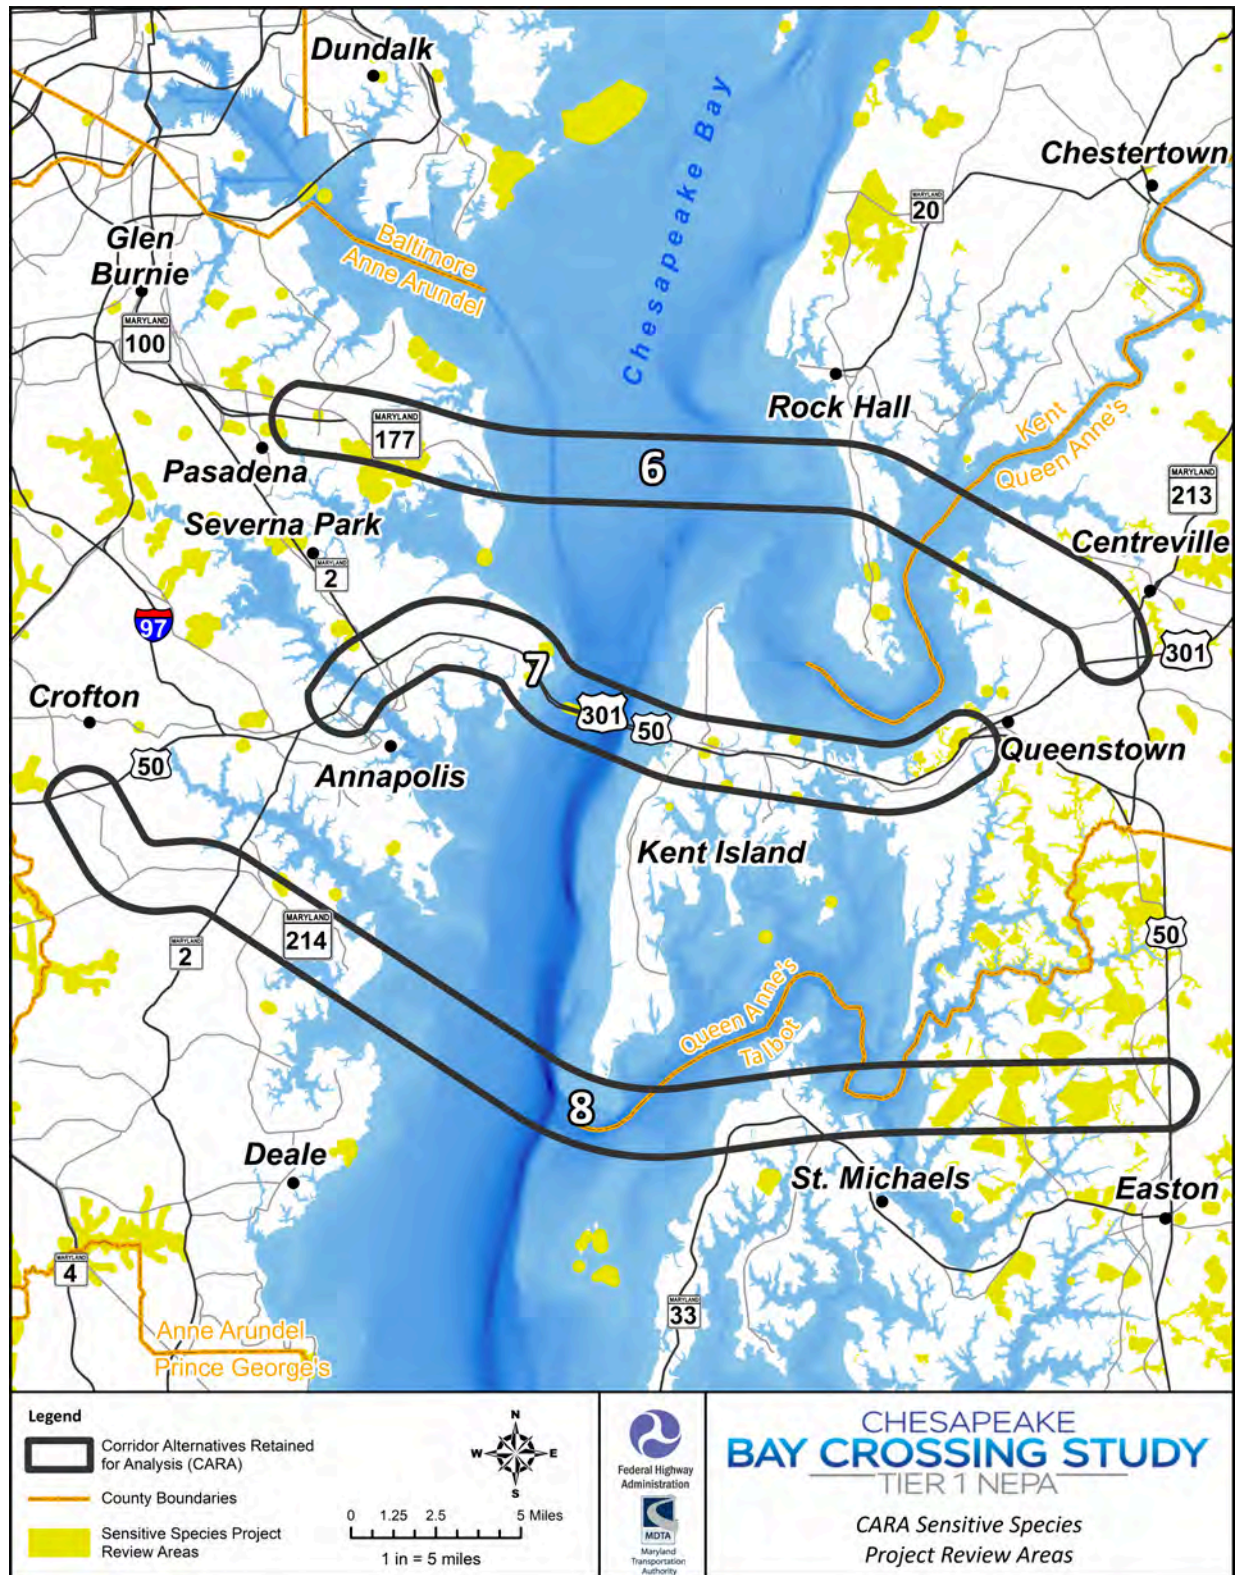 Dundalk
Chesapeake Bay
Chestertown
MARYLAND
20
Glen
Burnie
Baltimore
Anne Arundel
MARYLAND
100
Rock Hall
Kent
Queen Anne's
MARYLAND
177
6
Pasadena
MARYLAND
213
Severna Park
Centreville
MARYLAND
2
97
301
7
Crofton
301
50
50
Annapolis
Queenstown
Kent Island
MARYLAND
214
MARYLAND
2
50
Queen Anne's
Talbot
8
Deale
St. Michaels
Easton
MARYLAND
4
MARYLAND
33
Anne Arundel
Prince George's
Legend
Corridor Alternatives Retained
for Analysis (CARA)
County Boundaries
Sensitive Species Project
Review Areas
N
W E
S
0 1.25 2.5 5 Miles
1 in = 5 miles
Federal Highway
Administration
MDTA
Maryland
Transportation
Authority
CHESAPEAKE
BAY CROSSING STUDY
TIER 1 NEPA
CARA Sensitive Species
Project Review Areas